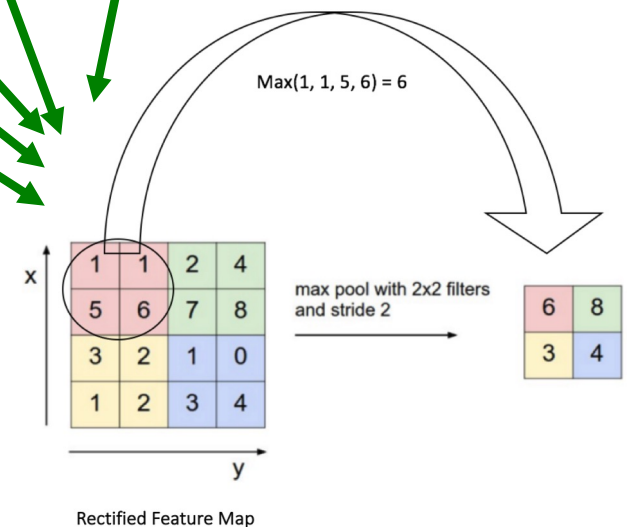 Max(1, 1, 5, 6) = 6
x
1 1 2 4
5 6 7 8
3 2 1 0
1 2 3 4
y
max pool with 2x2 filters
and stride 2
6 8
3 4
Rectified Feature Map